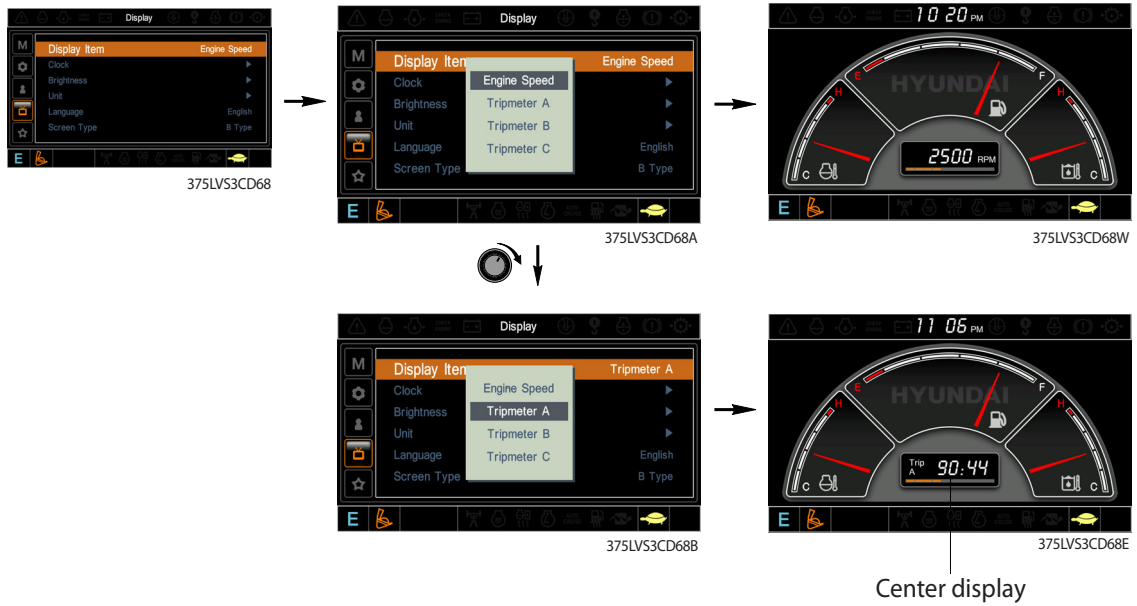 Display
M
Display Item Engine Speed
Clock
Brightness
Unit
Language English
Screen Type B Type
E
375LVS3CD68
Display
M
Display Item Engine Speed
Clock
Brightness
Unit
Language English
Screen Type B Type
Engine Speed
Tripmeter A
Tripmeter B
Tripmeter C
E
375LVS3CD68A
10 20 PM
HYUNDAI
E F
H H
C C
2500 RPM
E
375LVS3CD68W
Display
M
Display Item Tripmeter A
Clock
Brightness
Unit
Language English
Screen Type B Type
Engine Speed
Tripmeter A
Tripmeter B
Tripmeter C
E
375LVS3CD68B
11 06 PM
HYUNDAI
E F
H H
C C
Trip A 90:44
E
375LVS3CD68E
Center display